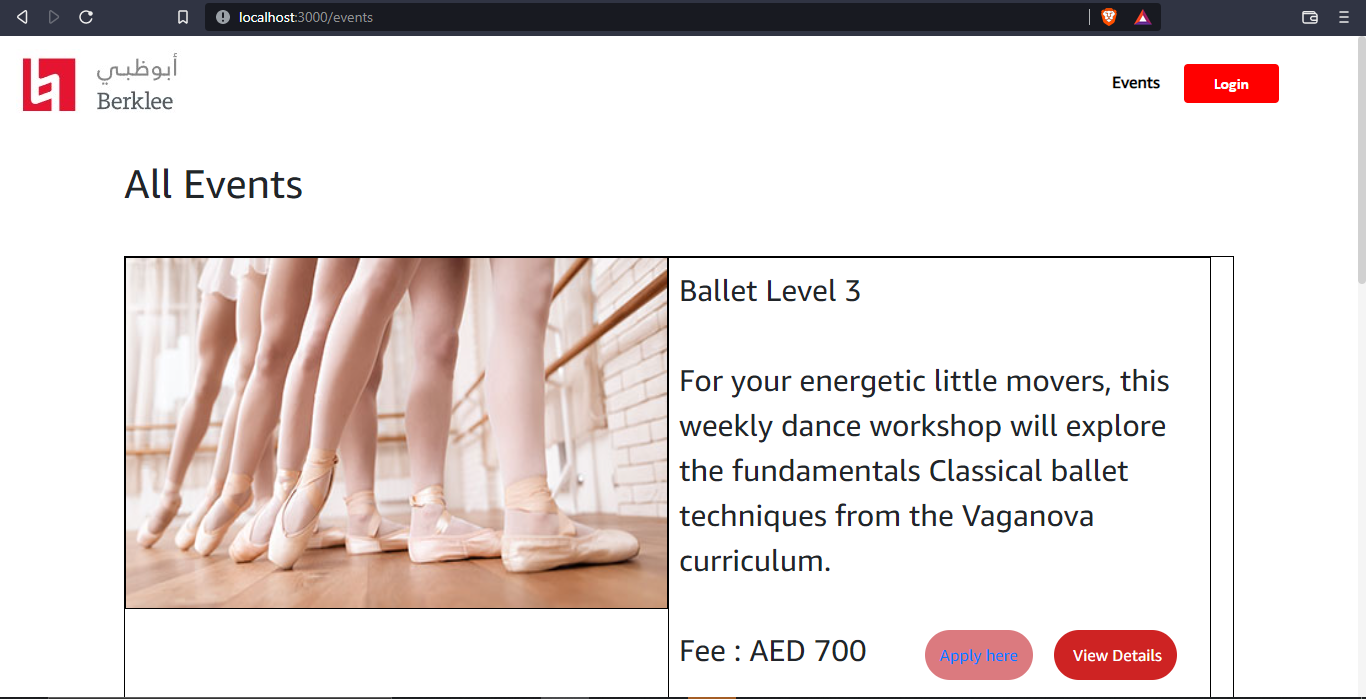 localhost:3000/events
أبوظبي
Berklee
Events
Login
All Events
Ballet Level 3
For your energetic little movers, this
weekly dance workshop will explore
the fundamentals Classical ballet
techniques from the Vaganova
curriculum.
Fee : AED 700
Apply here
View Details